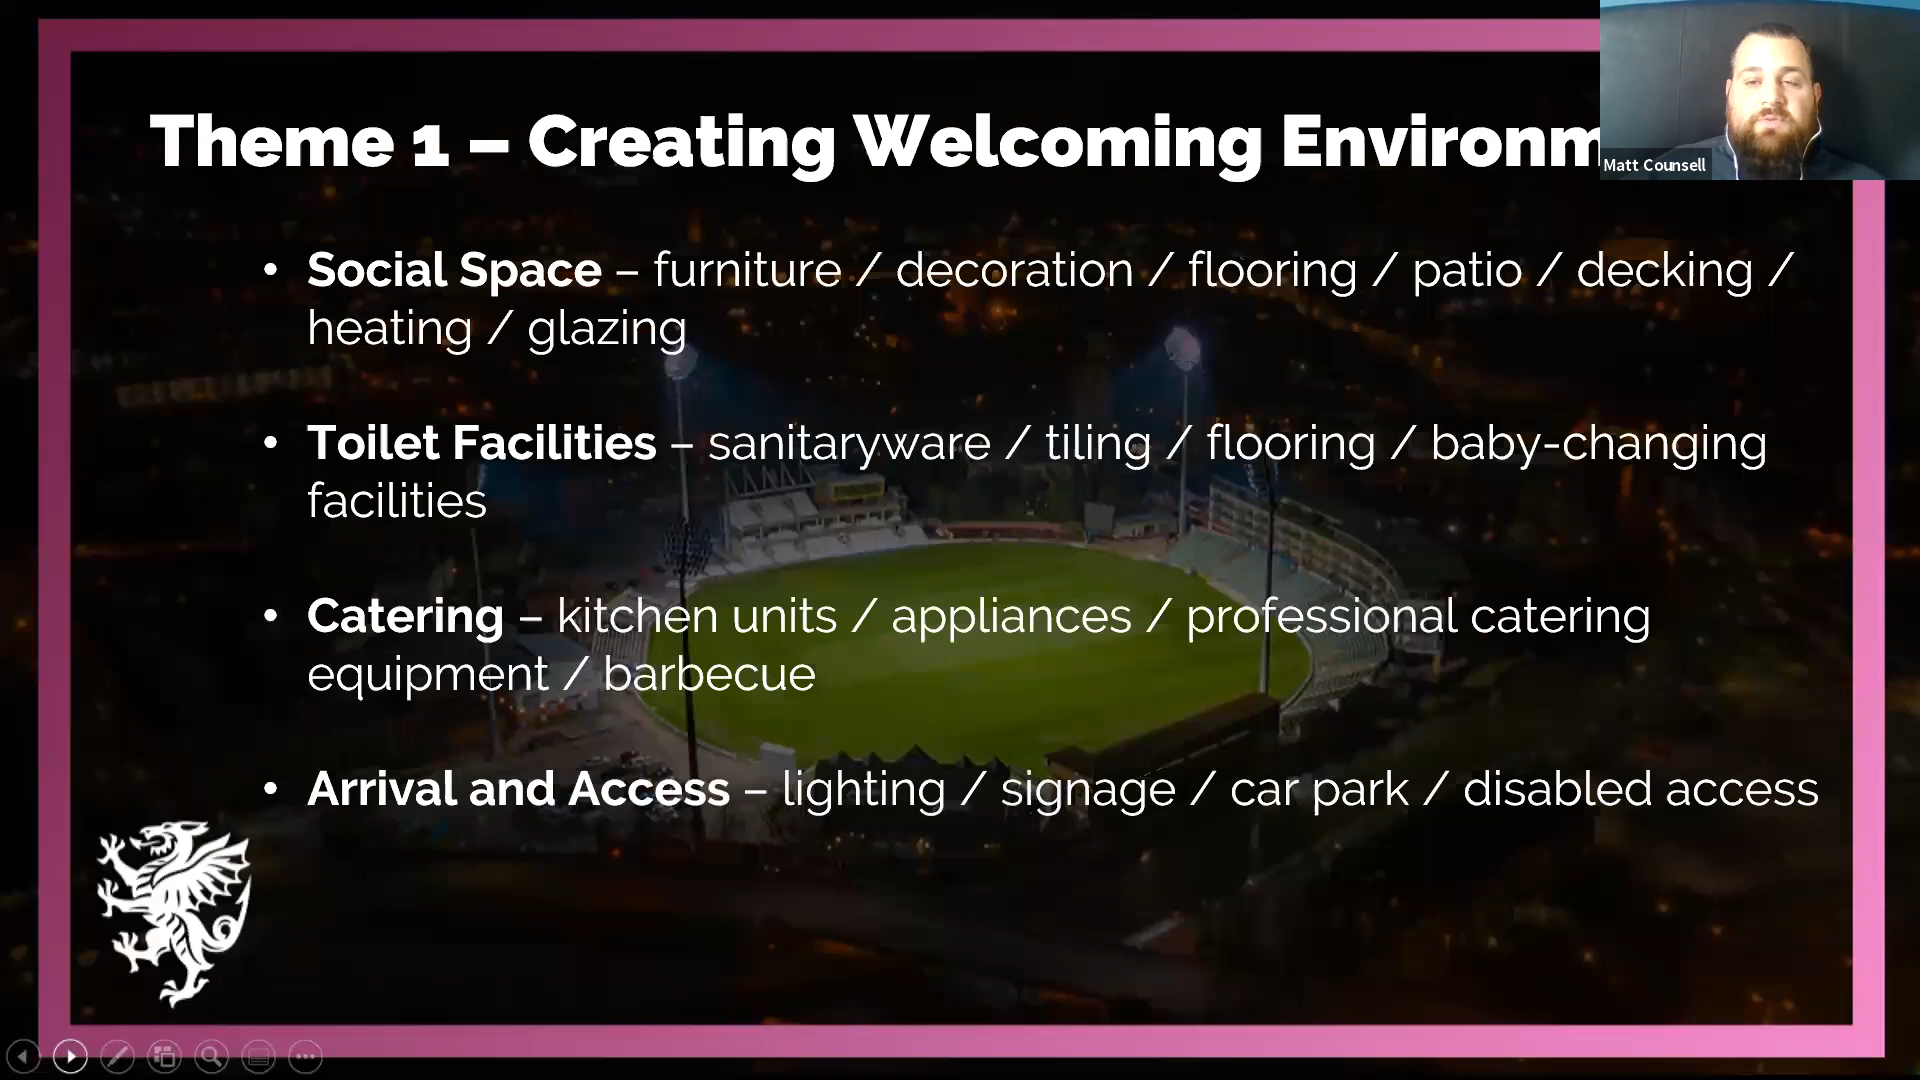 Theme 1 – Creating Welcoming Environm
Matt Counsell
• Social Space – furniture / decoration / flooring / patio / decking /
heating / glazing
• Toilet Facilities – sanitaryware / tiling / flooring / baby-changing
facilities
• Catering – kitchen units / appliances / professional catering
equipment / barbecue
• Arrival and Access – lighting / signage / car park / disabled access